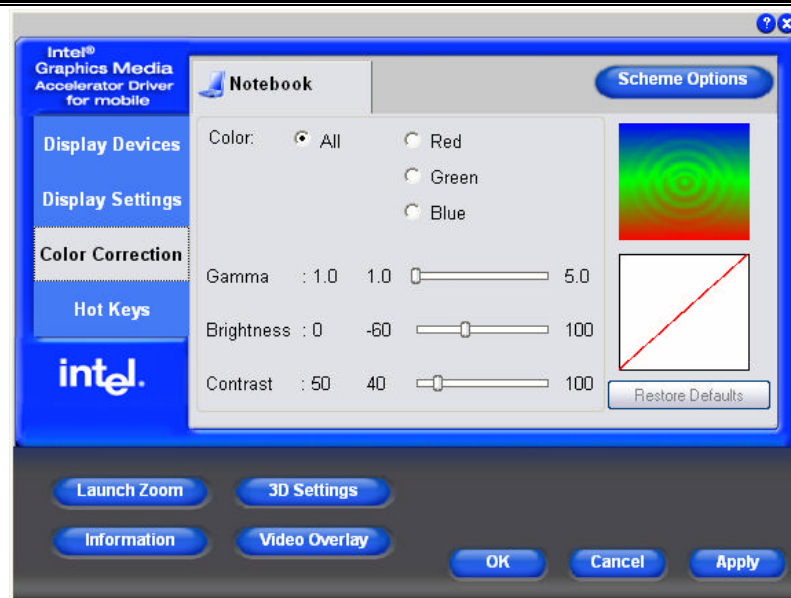 Intel®
Graphics Media
Accelerator Driver
for mobile
Notebook
Scheme Options
Display Devices
Display Settings
Color Correction
Hot Keys
intel.
Color: All Red
Green
Blue
Gamma : 1.0 1.0 5.0
Brightness : 0 -60 100
Contrast : 50 40 100
Restore Defaults
Launch Zoom
3D Settings
Information
Video Overlay
OK
Cancel
Apply